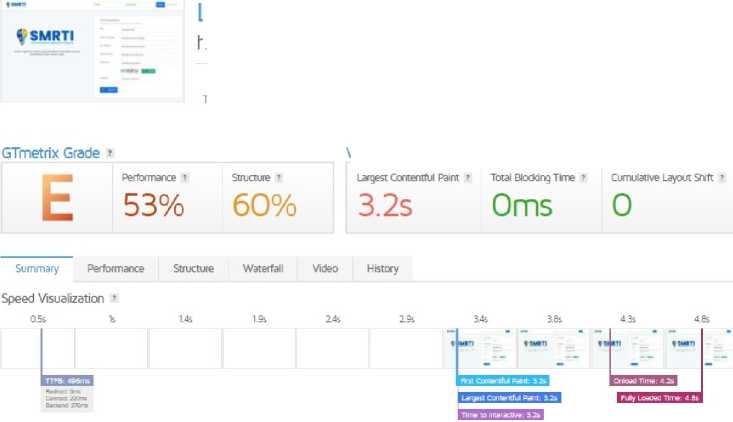 SMRTI
GTmetrix Grade ?
E
Performance ?
53%
Structure ?
60%
Largest Contentful Paint ?
3.2s
Total Blocking Time ?
0ms
Cumulative Layout Shift ?
0
Summary Performance Structure Waterfall Video History
Speed Visualization ?
0.5s 1s 1.4s 1.9s 2.4s 2.9s 3.4s 3.8s 4.3s 4.8s
SMRTI SMRTI SMRTI SMRTI
TTFB: 496ms
Redirect: 0ms
Connect: 220ms
Backend: 276ms
First Contentful Paint: 3.2s
Largest Contentful Paint: 3.2s
Time to Interactive: 3.2s
Onload Time: 4.2s
Fully Loaded Time: 4.8s